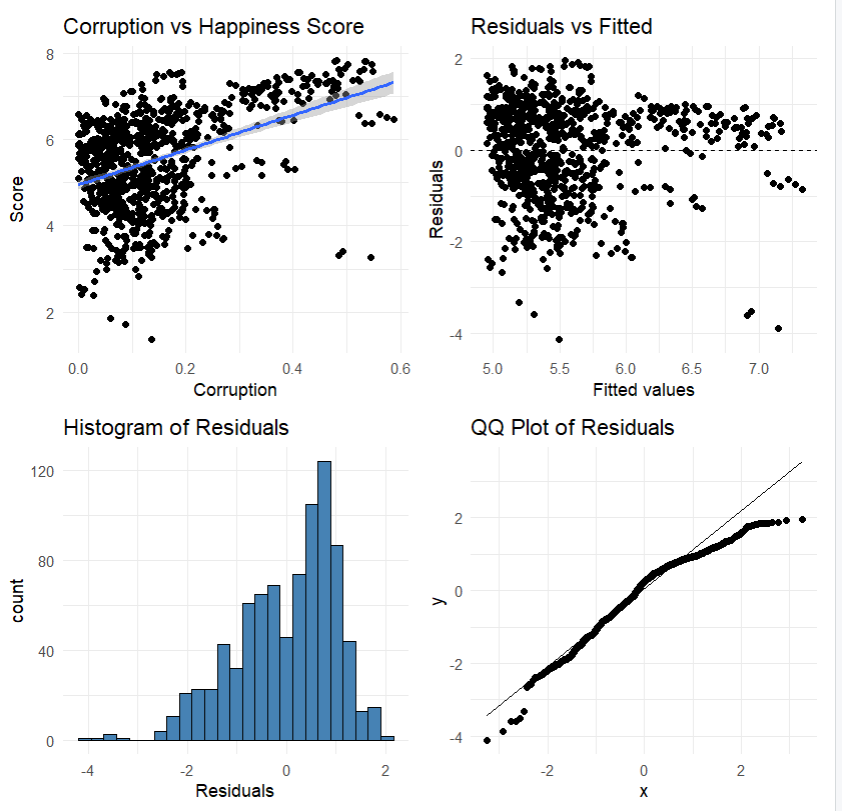 Corruption vs Happiness Score
8
6
4
2
Score
0.0 0.2 0.4 0.6
Corruption
Residuals vs Fitted
2
0
-2
-4
Residuals
5.0 5.5 6.0 6.5 7.0
Fitted values
Histogram of Residuals
120
80
40
0
count
-4 -2 0 2
Residuals
QQ Plot of Residuals
2
0
-2
-4
y
-2 0 2
x